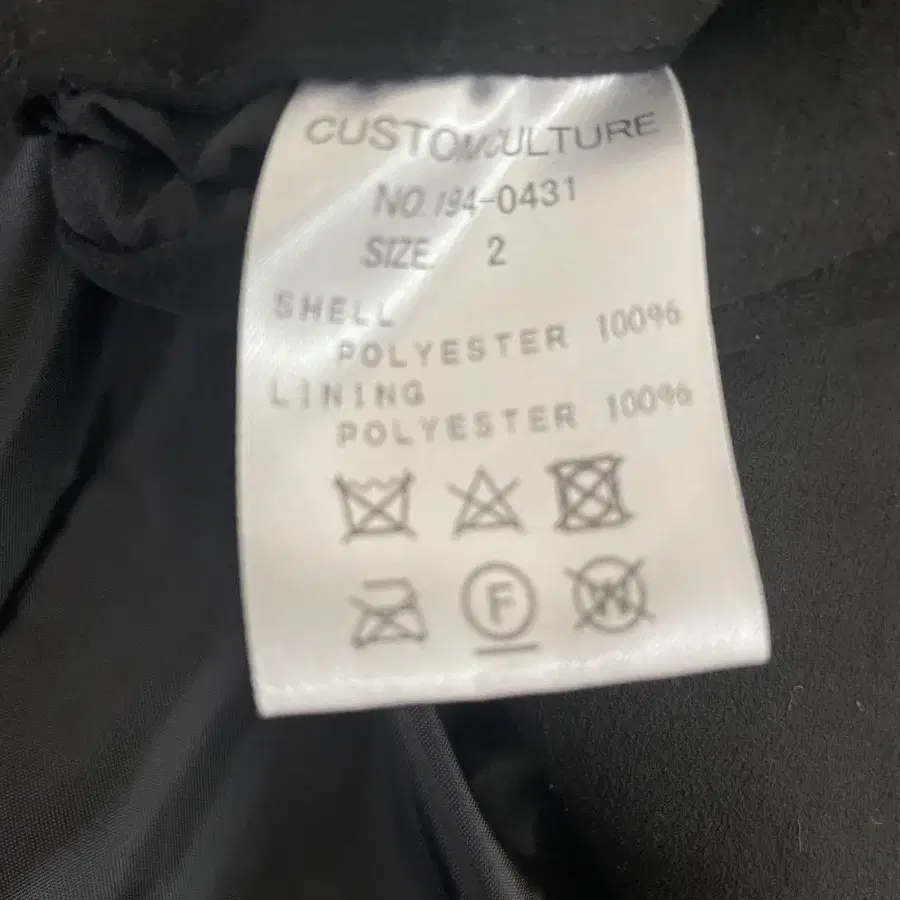 CUSTOMCULTURE
NO.194-0431
SIZE 2
SHELL
POLYESTER 100%
LINING
POLYESTER 100%
F
W